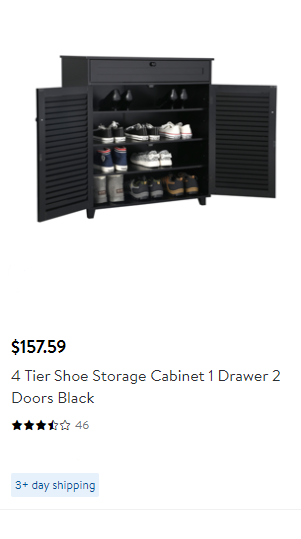 $157.59
4 Tier Shoe Storage Cabinet 1 Drawer 2
Doors Black
46
3+ day shipping